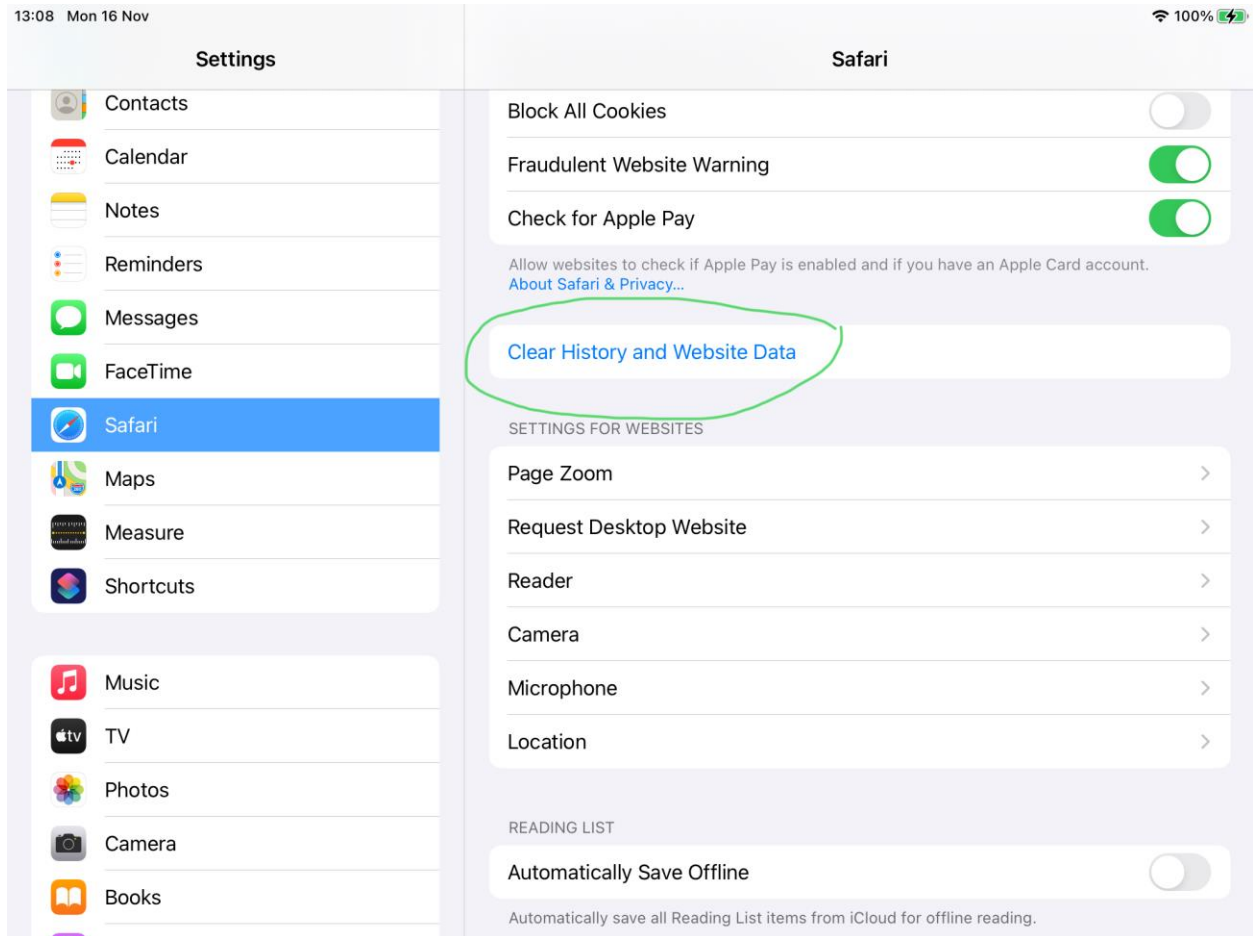 13:08 Mon 16 Nov
100%
Settings
Contacts
Calendar
Notes
Reminders
Messages
FaceTime
Safari
Maps
Measure
Shortcuts
Music
tv
TV
Photos
Camera
Books
Safari
Block All Cookies
Fraudulent Website Warning
Check for Apple Pay
Allow websites to check if Apple Pay is enabled and if you have an Apple Card account.
About Safari & Privacy...
Clear History and Website Data
SETTINGS FOR WEBSITES
Page Zoom
Request Desktop Website
Reader
Camera
Microphone
Location
READING LIST
Automatically Save Offline
Automatically save all Reading List items from iCloud for offline reading.